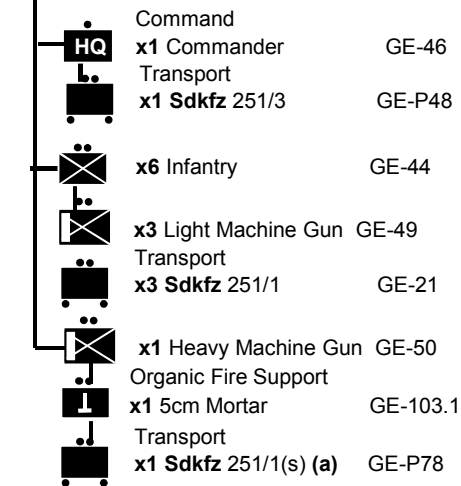 Command
HQ x1 Commander GE-46
Transport
x1 Sdkfz 251/3 GE-P48
x6 Infantry GE-44
x3 Light Machine Gun GE-49
Transport
x3 Sdkfz 251/1 GE-21
x1 Heavy Machine Gun GE-50
Organic Fire Support
x1 5cm Mortar GE-103.1
Transport
x1 Sdkfz 251/1(s) (a) GE-P78